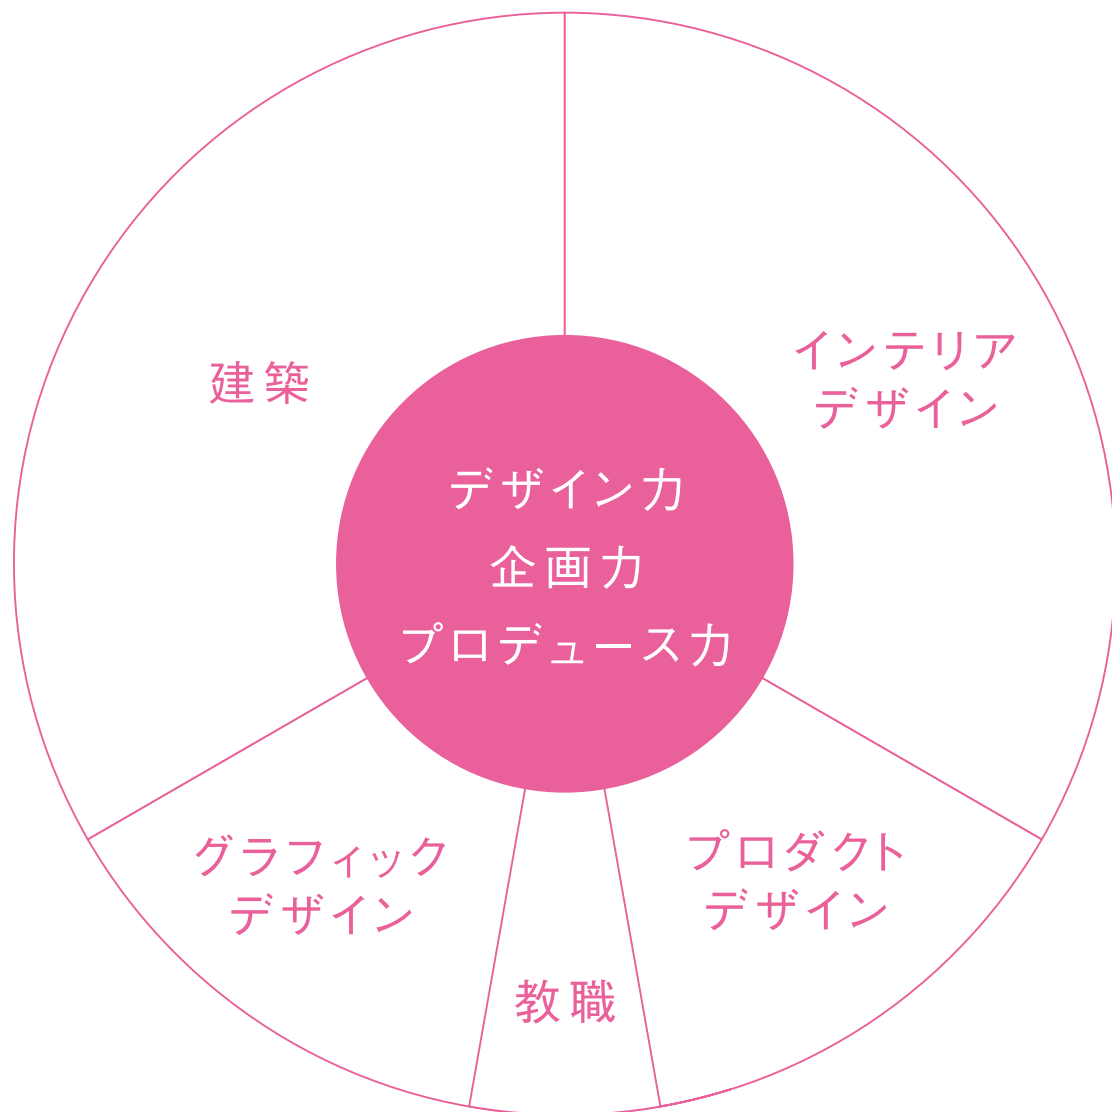 建築
インテリア
デザイン
デザイン力
企画力
プロデュース力
グラフィック
デザイン
プロダクト
デザイン
教職